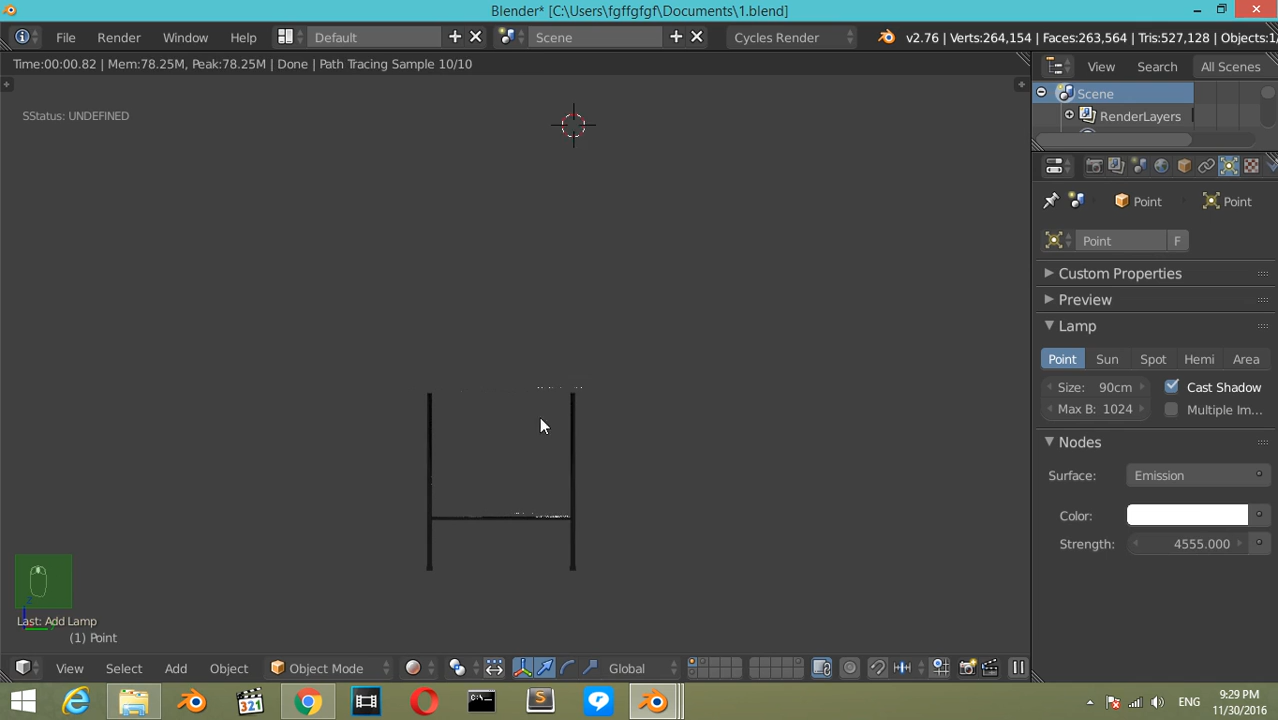 Blender* [C:\Users\fgffgfgf\Documents\1.blend]
File Render Window Help Default Scene Cycles Render v2.76 | Verts:264,154 | Faces:263,564 | Tris:527,128 | Objects:1/
Time:00:00.82 | Mem:78.25M, Peak:78.25M | Done | Path Tracing Sample 10/10
View Search All Scenes
Scene
RenderLayers
SStatus: UNDEFINED
Point Point
Point F
Custom Properties
Preview
Lamp
Point Sun Spot Hemi Area
Size: 90cm Cast Shadow
Max B: 1024 Multiple Im...
Nodes
Surface: Emission
Color:
Strength: 4555.000
Last: Add Lamp
(1) Point
View Select Add Object Object Mode Global
321
C:\
S
9:29 PM
ENG
11/30/2016